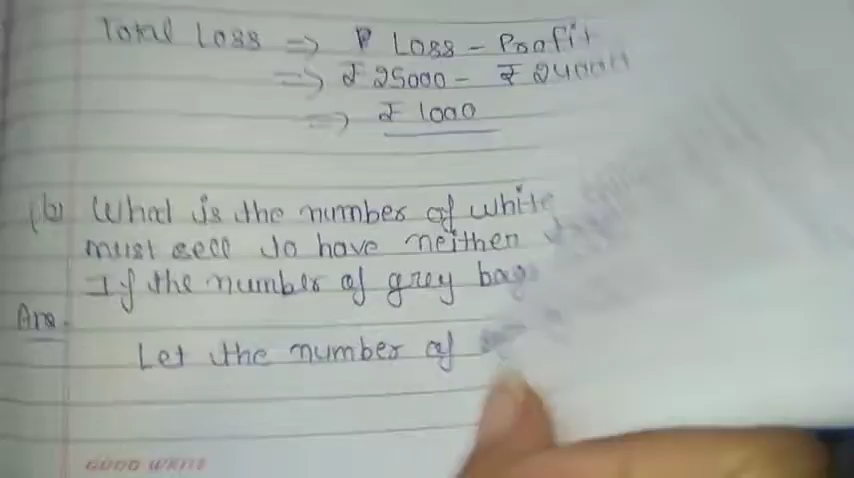 Total Loss ⇒ P Loss - Profit
⇒ ₹ 25000 - ₹ 24000
⇒ ₹ 1000
(b) What is the number of white
must sell to have neither
If the number of grey bag
Ans.
Let the number of
GOOD WRITE